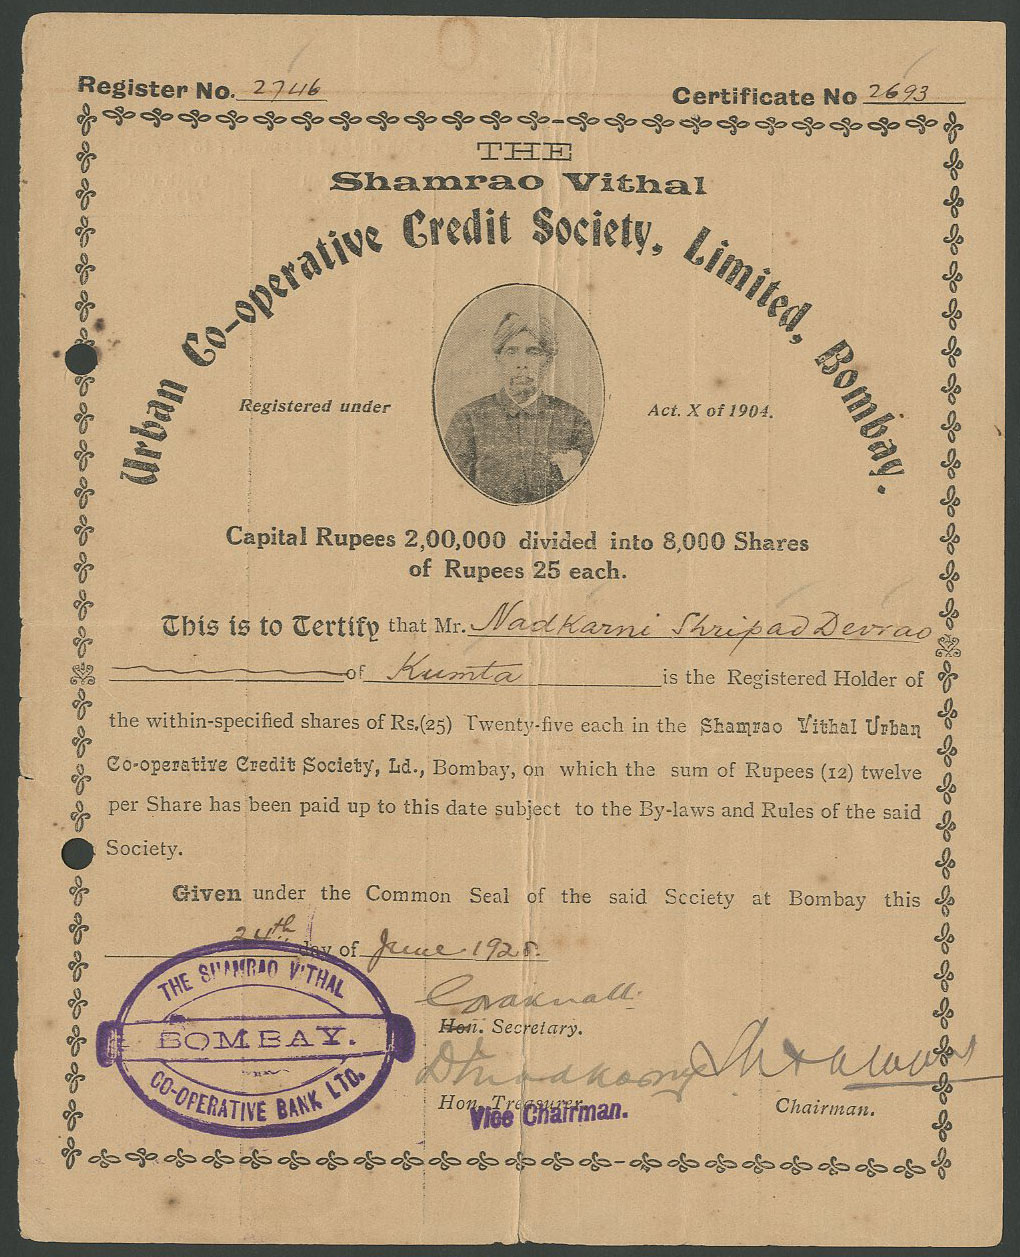 Register No. 2746
Certificate No 2693
THE
Shamrao Vithal
Urban Co-operative Credit Society, Limited, Bombay.
Registered under Act. X of 1904.
Capital Rupees 2,00,000 divided into 8,000 Shares
of Rupees 25 each.
This is to Certify that Mr. Nadkarni Shripad Devrao
of Kumta is the Registered Holder of
the within-specified shares of Rs.(25) Twenty-five each in the Shamrao Vithal Urban
Co-operative Credit Society, Ld., Bombay, on which the sum of Rupees (12) twelve
per Share has been paid up to this date subject to the By-laws and Rules of the said
Society.
Given under the Common Seal of the said Society at Bombay this
24th day of June 1928.
THE SHAMRAO VITHAL
BOMBAY.
CO-OPERATIVE BANK LTD.
Hon. Secretary.
Hon. Treasurer.
Vice Chairman.
Chairman.